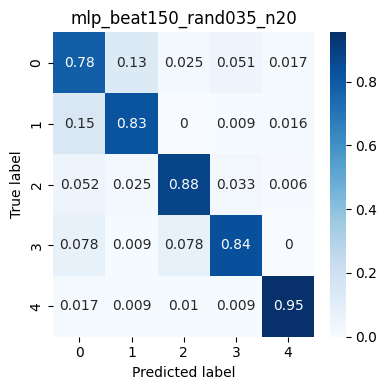 mlp_beat150_rand035_n20
0 0.78 0.13 0.025 0.051 0.017
1 0.15 0.83 0 0.009 0.016
2 0.052 0.025 0.88 0.033 0.006
3 0.078 0.009 0.078 0.84 0
4 0.017 0.009 0.01 0.009 0.95
0 1 2 3 4
True label
Predicted label
0.8
0.6
0.4
0.2
0.0